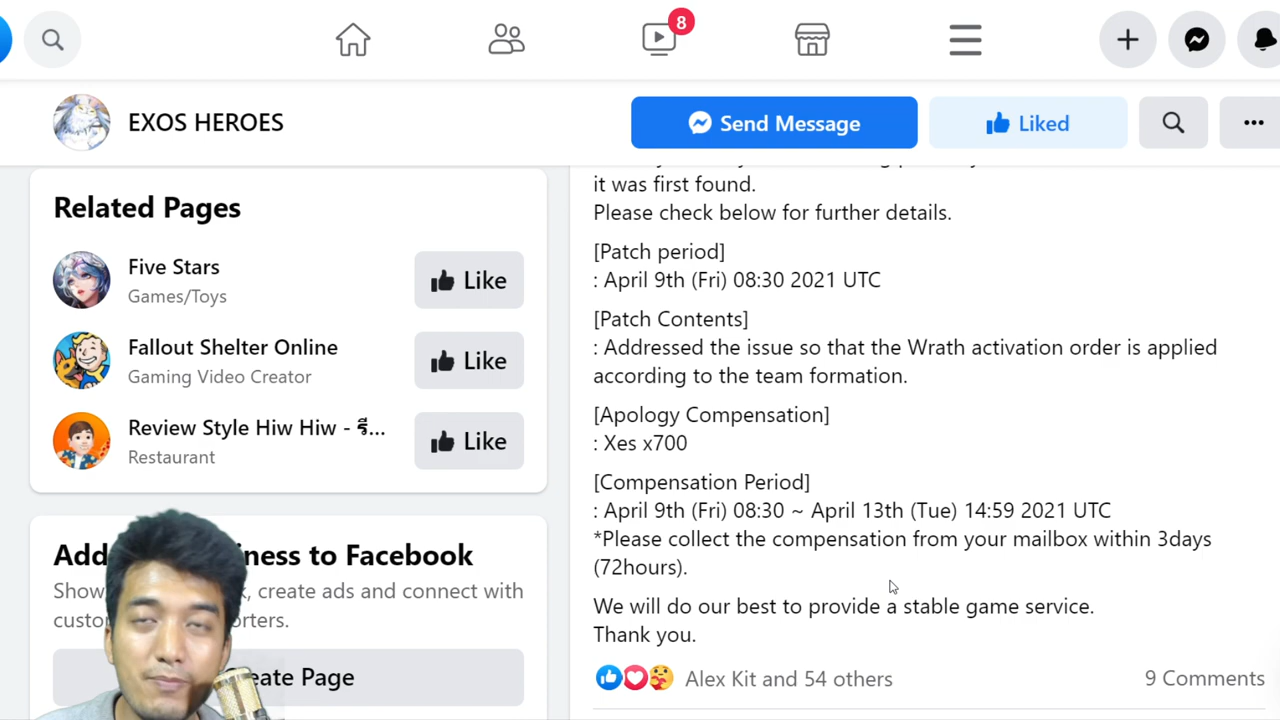 8
EXOS HEROES
Send Message
Liked
Related Pages
Five Stars
Games/Toys
Like
Fallout Shelter Online
Gaming Video Creator
Like
Review Style Hiw Hiw - รี...
Restaurant
Like
to Facebook
create ads and connect with
Page
it was first found.
Please check below for further details.
[Patch period]
: April 9th (Fri) 08:30 2021 UTC
[Patch Contents]
: Addressed the issue so that the Wrath activation order is applied
according to the team formation.
[Apology Compensation]
: Xes x700
[Compensation Period]
: April 9th (Fri) 08:30 ~ April 13th (Tue) 14:59 2021 UTC
*Please collect the compensation from your mailbox within 3days
(72hours).
We will do our best to provide a stable game service.
Thank you.
Alex Kit and 54 others
9 Comments